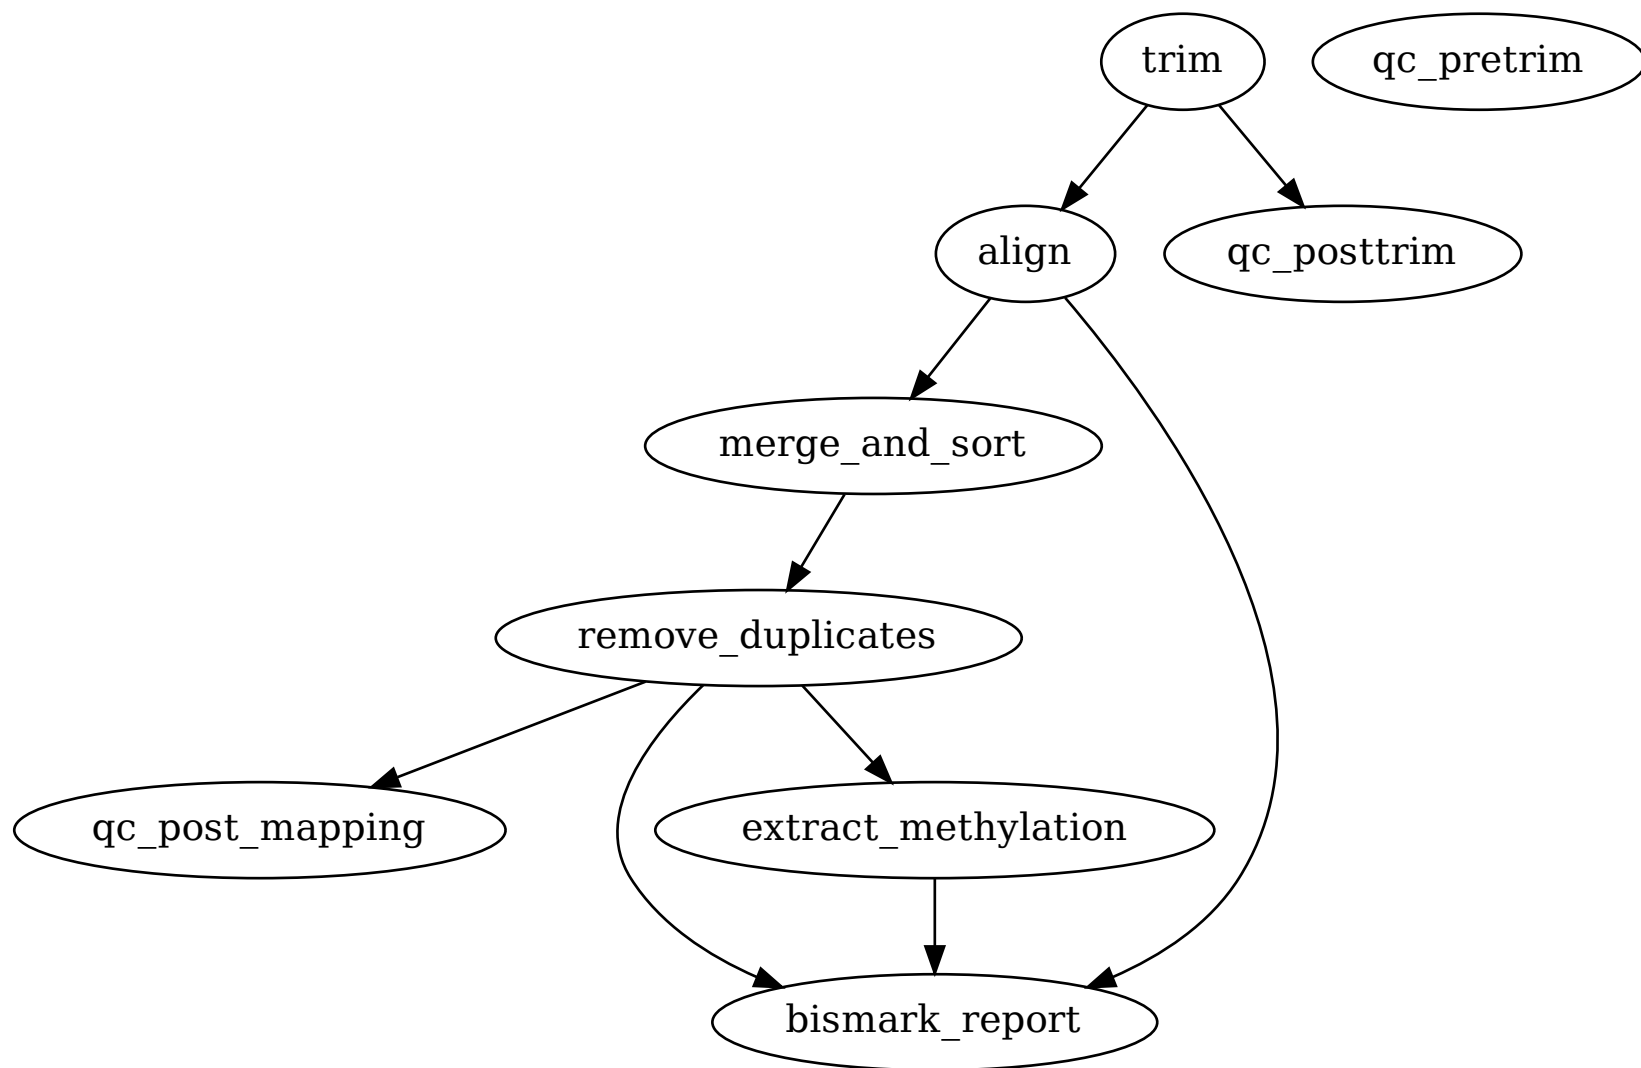 trim
qc_pretrim
align
qc_posttrim
merge_and_sort
remove_duplicates
qc_post_mapping
extract_methylation
bismark_report